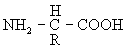 H
NH₂ — C — COOH
R